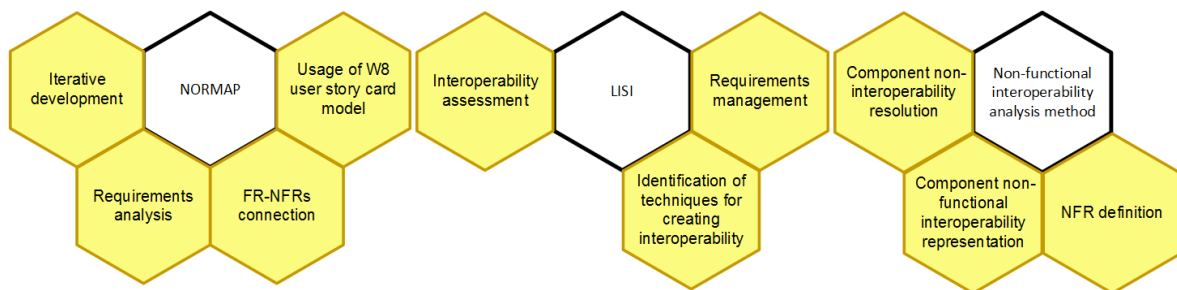 Iterative
development
NORMAP
Usage of W8
user story card
model
Requirements
analysis
FR-NFRs
connection
Interoperability
assessment
LISI
Requirements
management
Identification of
techniques for
creating
interoperability
Component non-
interoperability
resolution
Non-functional
interoperability
analysis method
Component non-
functional
interoperability
representation
NFR definition